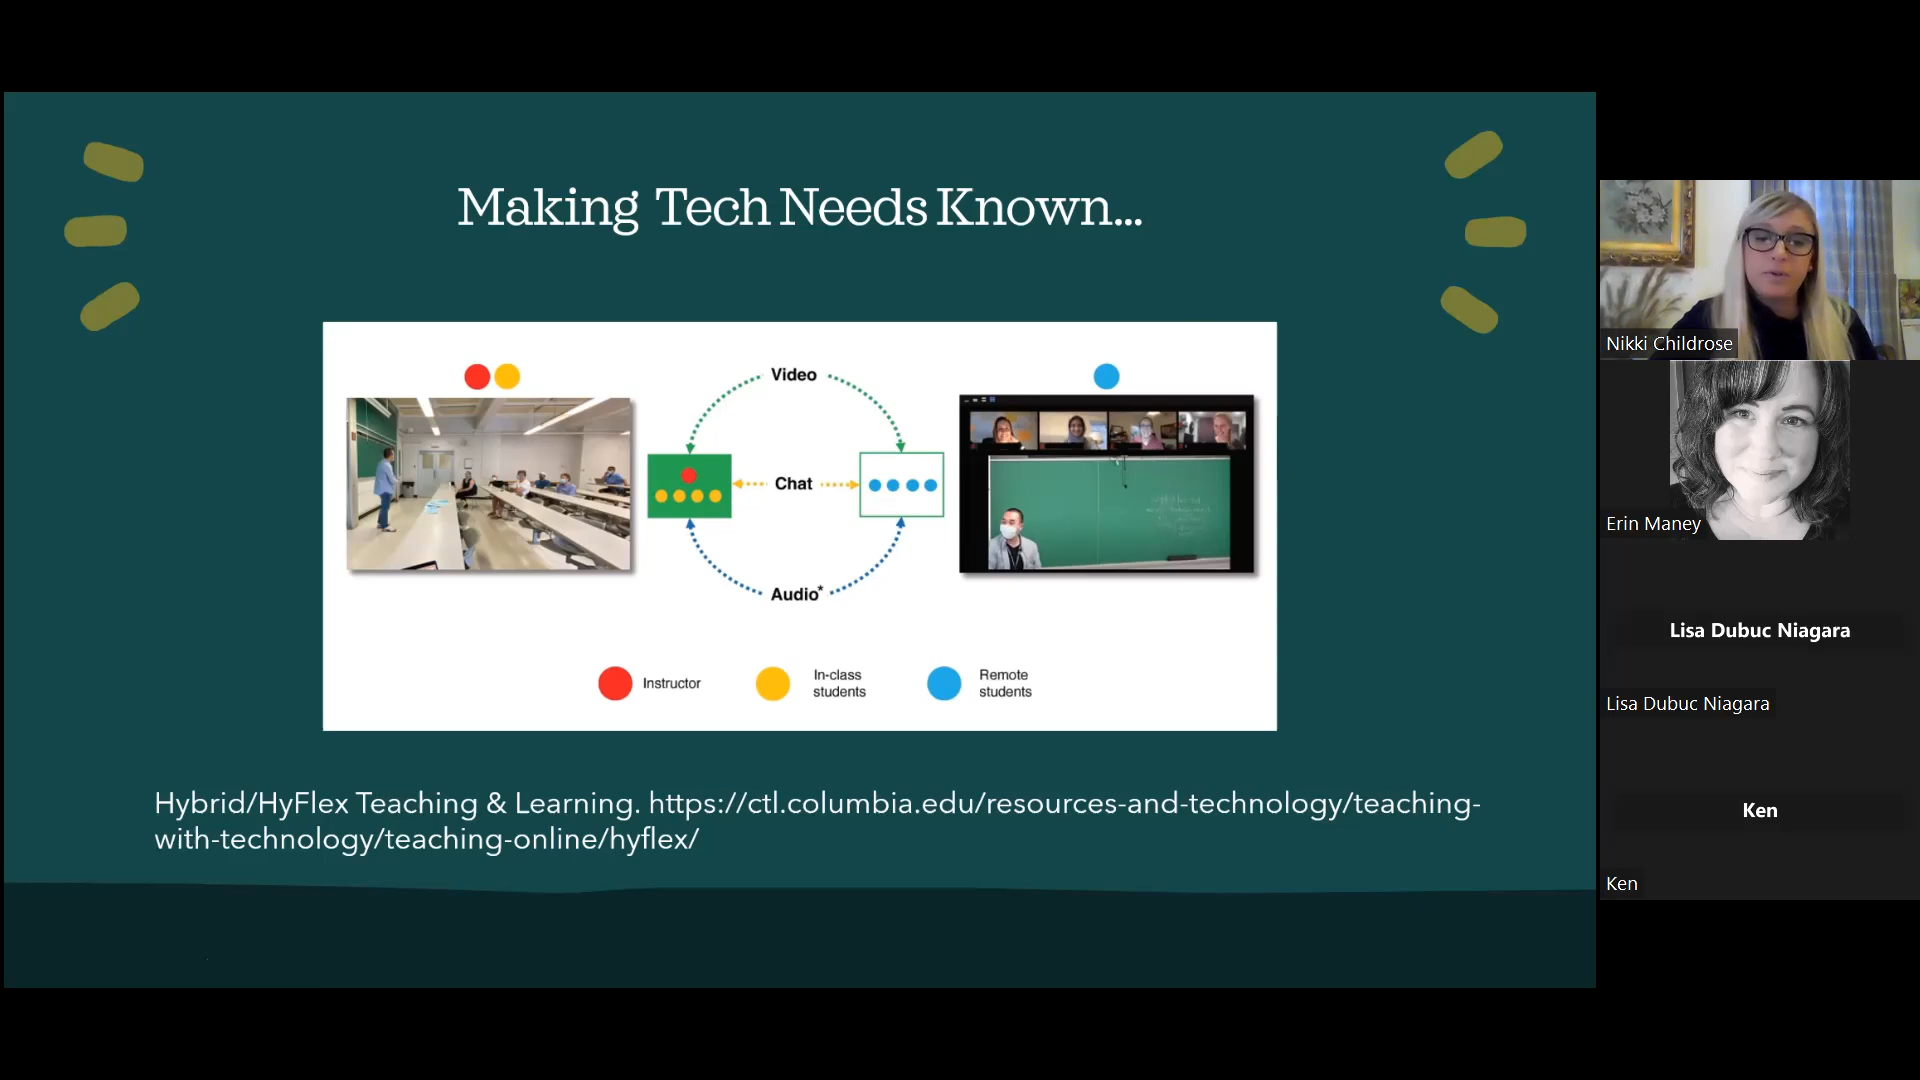 Making Tech Needs Known...
Video
Chat
Audio*
Instructor
In-class
students
Remote
students
Hybrid/HyFlex Teaching & Learning. https://ctl.columbia.edu/resources-and-technology/teaching-
with-technology/teaching-online/hyflex/
Nikki Childrose
Erin Maney
Lisa Dubuc Niagara
Lisa Dubuc Niagara
Ken
Ken